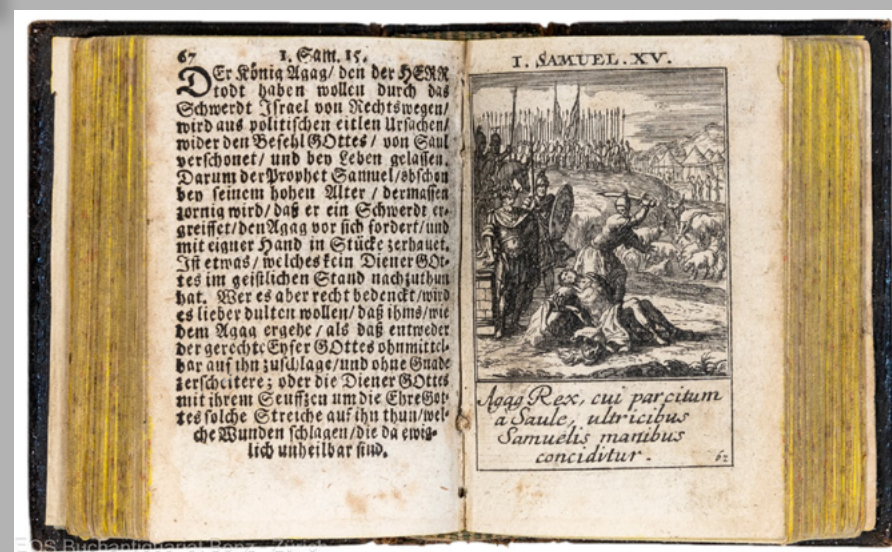 67 1. Sam. 15.
DEr König Agag/ den der HERR
todt haben wollen durch das
Schwerdt Israel von Rechtswegen/
wird aus politischen eitlen Ursachen/
wider den Befehl GOttes/ von Saul
verschonet/ und bey Leben gelassen.
Darum der Prophet Samuel/obschon
bey seinem hohen Alter / dermassen
zornig wird/ daß er ein Schwerdt er-
greiffet/den Agag vor sich fordert/und
mit eigner Hand in Stücke zerhauet.
Ist etwas/ welches kein Diener GOt-
tes im geistlichen Stand nachzuthun
hat. Wer es aber recht bedenckt/wird
es lieber dulten wollen/ daß ihms/wie
dem Agag ergehe / als daß entweder
der gerechte Eyfer GOttes ohnmittel-
bar auf ihn zuschlage/und ohne Gnade
zerscheitere; oder die Diener GOttes
mit ihrem Seufftzen um die Ehre Got-
tes solche Streiche auf ihn thun/wel-
che Wunden schlagen/die da ewig-
lich unheilbar sind.
I. SAMUEL. XV.
Agag Rex, cui parcitum
a Saule, ultricibus
Samuelis manibus
conciditur.
62
EOS Buchantiquariat Benz - Zürich